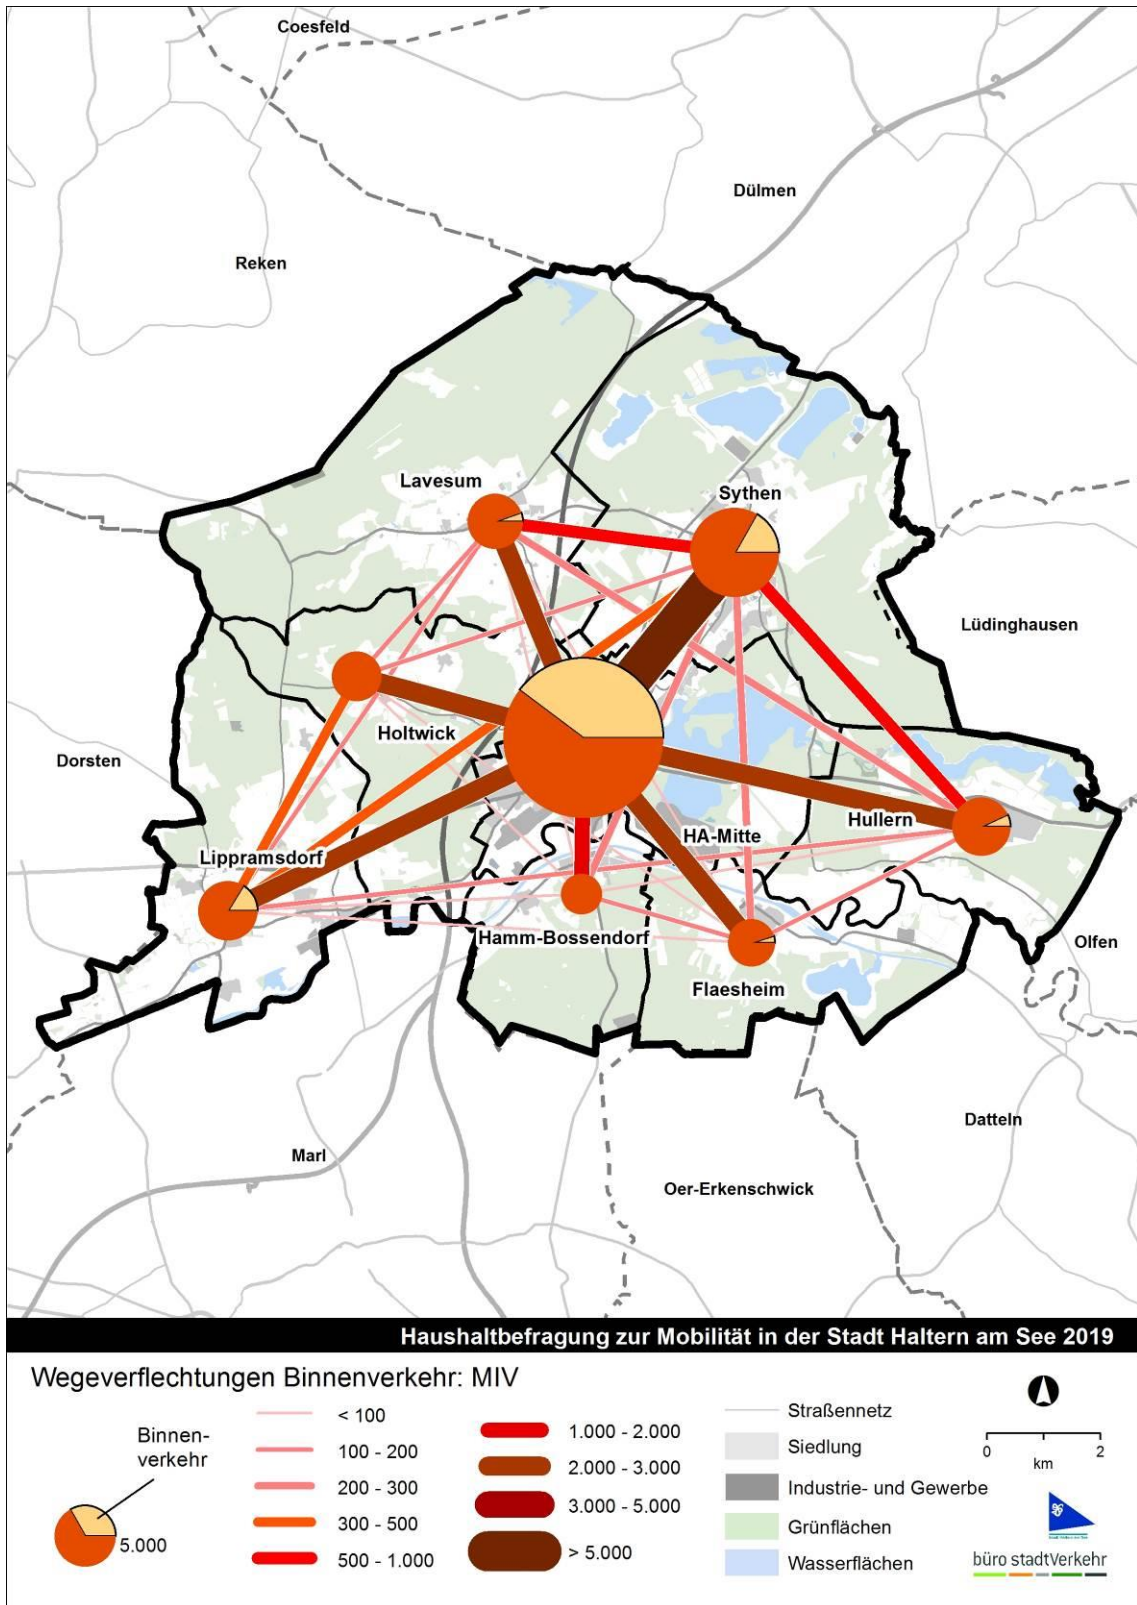 Coesfeld
Dülmen
Reken
Lavesum
Sythen
Lüdinghausen
Holtwick
Dorsten
HA-Mitte
Hullern
Lippramsdorf
Hamm-Bossendorf
Olfen
Flaesheim
Datteln
Marl
Oer-Erkenschwick
Haushaltbefragung zur Mobilität in der Stadt Haltern am See 2019
Wegeverflechtungen Binnenverkehr: MIV
Binnen-
verkehr
5.000
< 100
100 - 200
200 - 300
300 - 500
500 - 1.000
1.000 - 2.000
2.000 - 3.000
3.000 - 5.000
> 5.000
Straßennetz
Siedlung
Industrie- und Gewerbe
Grünflächen
Wasserflächen
0 2
km
büro stadtVerkehr